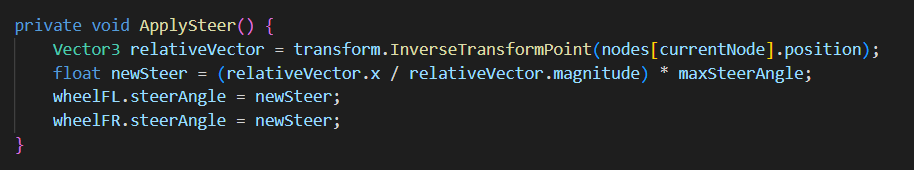 private void ApplySteer() {
    Vector3 relativeVector = transform.InverseTransformPoint(nodes[currentNode].position);
    float newSteer = (relativeVector.x / relativeVector.magnitude) * maxSteerAngle;
    wheelFL.steerAngle = newSteer;
    wheelFR.steerAngle = newSteer;
}